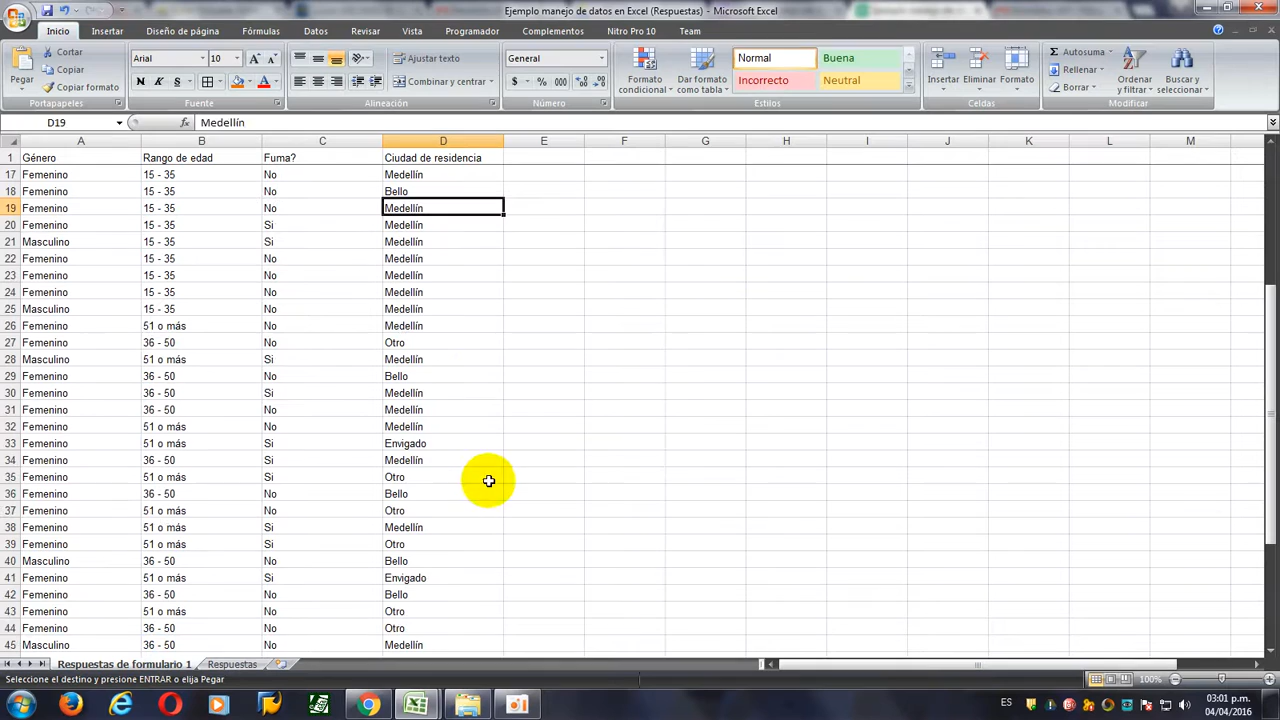 Ejemplo manejo de datos en Excel (Respuestas) - Microsoft Excel
Inicio Insertar Diseño de página Fórmulas Datos Revisar Vista Programador Complementos Nitro Pro 10 Team
Pegar
Cortar
Copiar
Copiar formato
Portapapeles
Arial 10
N K S
Fuente
Ajustar texto
Combinar y centrar
Alineación
General
$ % 000
Número
Formato condicional
Dar formato como tabla
Normal Buena
Incorrecto Neutral
Estilos
Insertar Eliminar Formato
Celdas
Autosuma
Rellenar
Borrar
Ordenar y filtrar
Buscar y seleccionar
Modificar
D19 fx Medellín
A B C D E F G H I J K L M
1 Género Rango de edad Fuma? Ciudad de residencia
17 Femenino 15 - 35 No Medellín
18 Femenino 15 - 35 No Bello
19 Femenino 15 - 35 No Medellín
20 Femenino 15 - 35 Si Medellín
21 Masculino 15 - 35 Si Medellín
22 Femenino 15 - 35 No Medellín
23 Femenino 15 - 35 No Medellín
24 Femenino 15 - 35 No Medellín
25 Masculino 15 - 35 No Medellín
26 Femenino 51 o más No Medellín
27 Femenino 36 - 50 No Otro
28 Masculino 51 o más Si Medellín
29 Femenino 36 - 50 No Bello
30 Femenino 36 - 50 Si Medellín
31 Femenino 36 - 50 No Medellín
32 Femenino 51 o más No Medellín
33 Femenino 51 o más Si Envigado
34 Femenino 36 - 50 Si Medellín
35 Femenino 51 o más Si Otro
36 Femenino 36 - 50 No Bello
37 Femenino 51 o más No Otro
38 Femenino 51 o más Si Medellín
39 Femenino 51 o más Si Otro
40 Masculino 36 - 50 No Bello
41 Femenino 51 o más Si Envigado
42 Femenino 36 - 50 No Bello
43 Femenino 51 o más No Otro
44 Femenino 36 - 50 No Otro
45 Masculino 36 - 50 No Medellín
Respuestas de formulario 1 Respuestas
Seleccione el destino y presione ENTRAR o elija Pegar 100%
ES 03:01 p.m.
04/04/2016